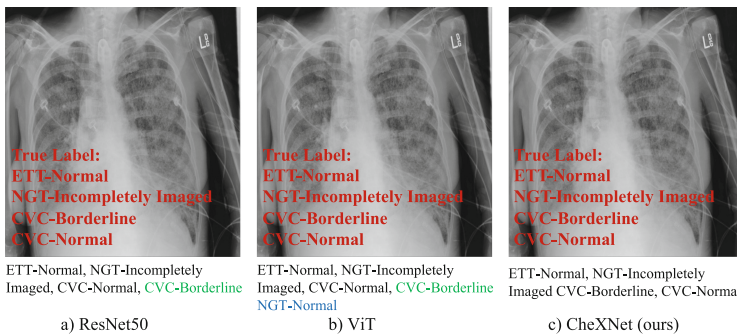 True Label:
ETT-Normal
NGT-Incompletely Imaged
CVC-Borderline
CVC-Normal
True Label:
ETT-Normal
NGT-Incompletely Imaged
CVC-Borderline
CVC-Normal
True Label:
ETT-Normal
NGT-Incompletely Imaged
CVC-Borderline
CVC-Normal
ETT-Normal, NGT-Incompletely
Imaged, CVC-Normal, CVC-Borderline
a) ResNet50
ETT-Normal, NGT-Incompletely
Imaged, CVC-Normal, CVC-Borderline
NGT-Normal
b) ViT
ETT-Normal, NGT-Incompletely
Imaged CVC-Borderline, CVC-Norma
c) CheXNet (ours)